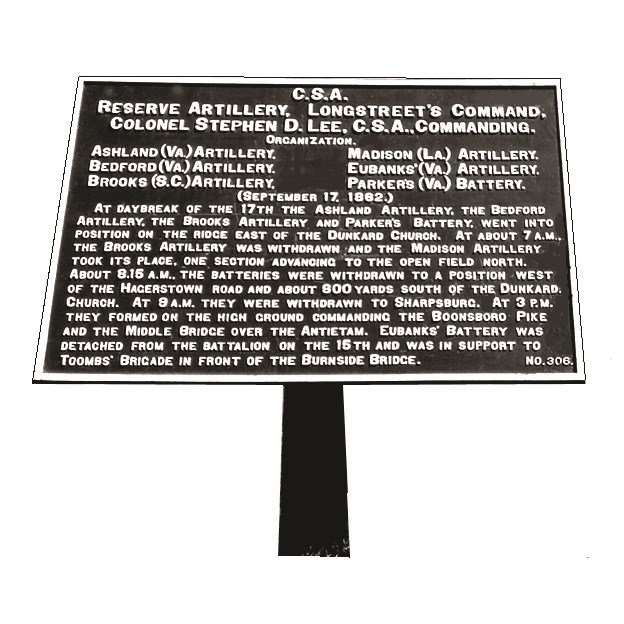 C.S.A.
RESERVE ARTILLERY, LONGSTREET'S COMMAND,
COLONEL STEPHEN D. LEE, C.S.A., COMMANDING.
ORGANIZATION.
ASHLAND (VA.) ARTILLERY. MADISON (LA.) ARTILLERY.
BEDFORD (VA.) ARTILLERY. EUBANKS' (VA.) ARTILLERY.
BROOKS (S.C.) ARTILLERY. PARKER'S (VA.) BATTERY.
(SEPTEMBER 17, 1862.)
AT DAYBREAK OF THE 17TH THE ASHLAND ARTILLERY, THE BEDFORD
ARTILLERY, THE BROOK ARTILLERY AND PARKER'S BATTERY, WENT INTO
POSITION ON THE RIDGE EAST OF THE DUNKARD CHURCH. AT ABOUT 7 A.M.,
THE BROOKS ARTILLERY WAS WITHDRAWN AND THE MADISON ARTILLERY
TOOK ITS PLACE, ONE SECTION ADVANCING TO THE OPEN FIELD NORTH.
ABOUT 8.15 A.M., THE BATTERIES WERE WITHDRAWN TO A POSITION WEST
OF THE HAGERSTOWN ROAD AND ABOUT 800 YARDS SOUTH OF THE DUNKARD
CHURCH. AT 9 A.M. THEY WERE WITHDRAWN TO SHARPSBURG. AT 3 P.M.
THEY FORMED ON THE HIGH GROUND COMMANDING THE BOONSBORO PIKE
AND THE MIDDLE BRIDGE OVER THE ANTIETAM. EUBANKS' BATTERY WAS
DETACHED FROM THE BATTALION ON THE 15TH AND WAS IN SUPPORT TO
TOOMBS' BRIGADE IN FRONT OF THE BURNSIDE BRIDGE. NO. 306.